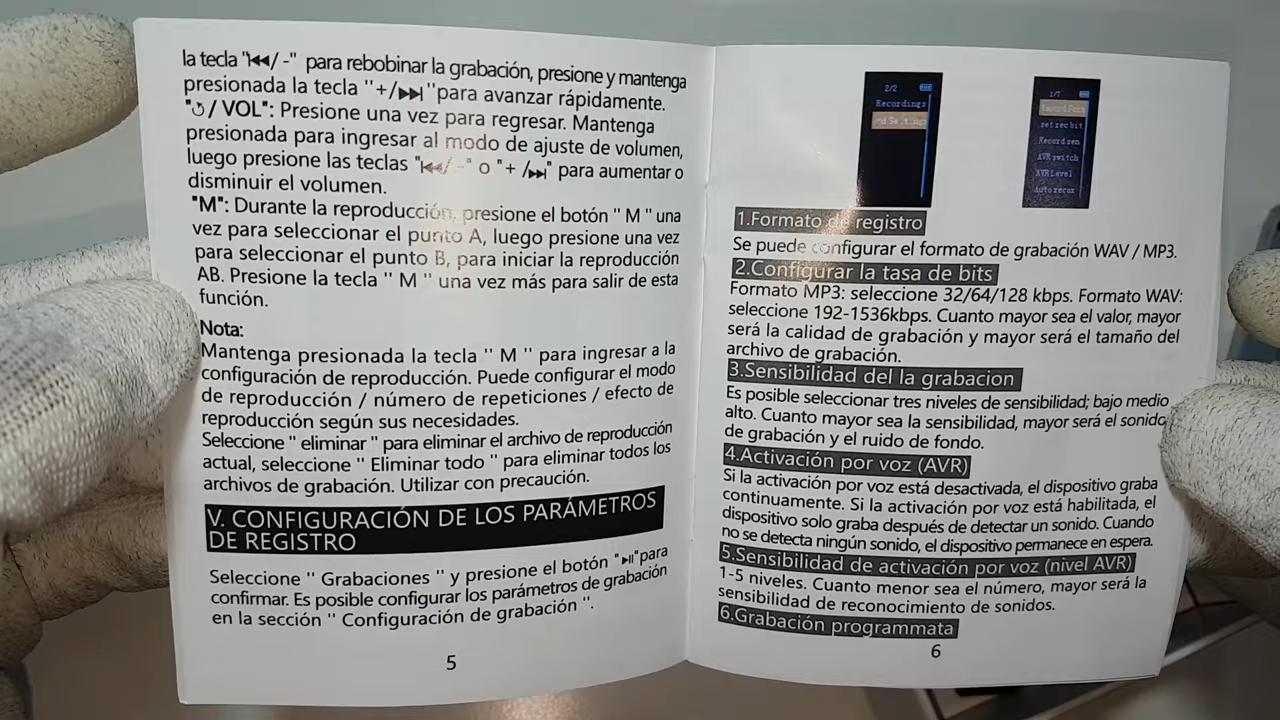 la tecla "⏮/ -" para rebobinar la grabación, presione y mantenga
presionada la tecla "+/⏭" para avanzar rápidamente.
"↺/ VOL": Presione una vez para regresar. Mantenga
presionada para ingresar al modo de ajuste de volumen,
luego presione las teclas "⏮/ -" o "+ /⏭" para aumentar o
disminuir el volumen.
"M": Durante la reproducción, presione el botón " M " una
vez para seleccionar el punto A, luego presione una vez
para seleccionar el punto B, para iniciar la reproducción
AB. Presione la tecla " M " una vez más para salir de esta
función.
Nota:
Mantenga presionada la tecla " M " para ingresar a la
configuración de reproducción. Puede configurar el modo
de reproducción / número de repeticiones / efecto de
reproducción según sus necesidades.
Seleccione " eliminar " para eliminar el archivo de reproducción
actual, seleccione " Eliminar todo " para eliminar todos los
archivos de grabación. Utilizar con precaución.
V. CONFIGURACIÓN DE LOS PARÁMETROS
DE REGISTRO
Seleccione " Grabaciones " y presione el botón "⏯" para
confirmar. Es posible configurar los parámetros de grabación
en la sección " Configuración de grabación ".
5
2/2
Recordings
1/7
set rec bit
Record sen
AVR switch
AVR Level
Auto recor
1.Formato de registro
Se puede configurar el formato de grabación WAV / MP3.
2.Configurar la tasa de bits
Formato MP3: seleccione 32/64/128 kbps. Formato WAV:
seleccione 192-1536kbps. Cuanto mayor sea el valor, mayor
será la calidad de grabación y mayor será el tamaño del
archivo de grabación.
3.Sensibilidad del la grabacion
Es posible seleccionar tres niveles de sensibilidad; bajo medio
alto. Cuanto mayor sea la sensibilidad, mayor será el sonido
de grabación y el ruido de fondo.
4.Activación por voz (AVR)
Si la activación por voz está desactivada, el dispositivo graba
continuamente. Si la activación por voz está habilitada, el
dispositivo solo graba después de detectar un sonido. Cuando
no se detecta ningún sonido, el dispositivo permanece en espera.
5.Sensibilidad de activación por voz (nivel AVR)
1-5 niveles. Cuanto menor sea el número, mayor será la
sensibilidad de reconocimiento de sonidos.
6.Grabación programmata
6